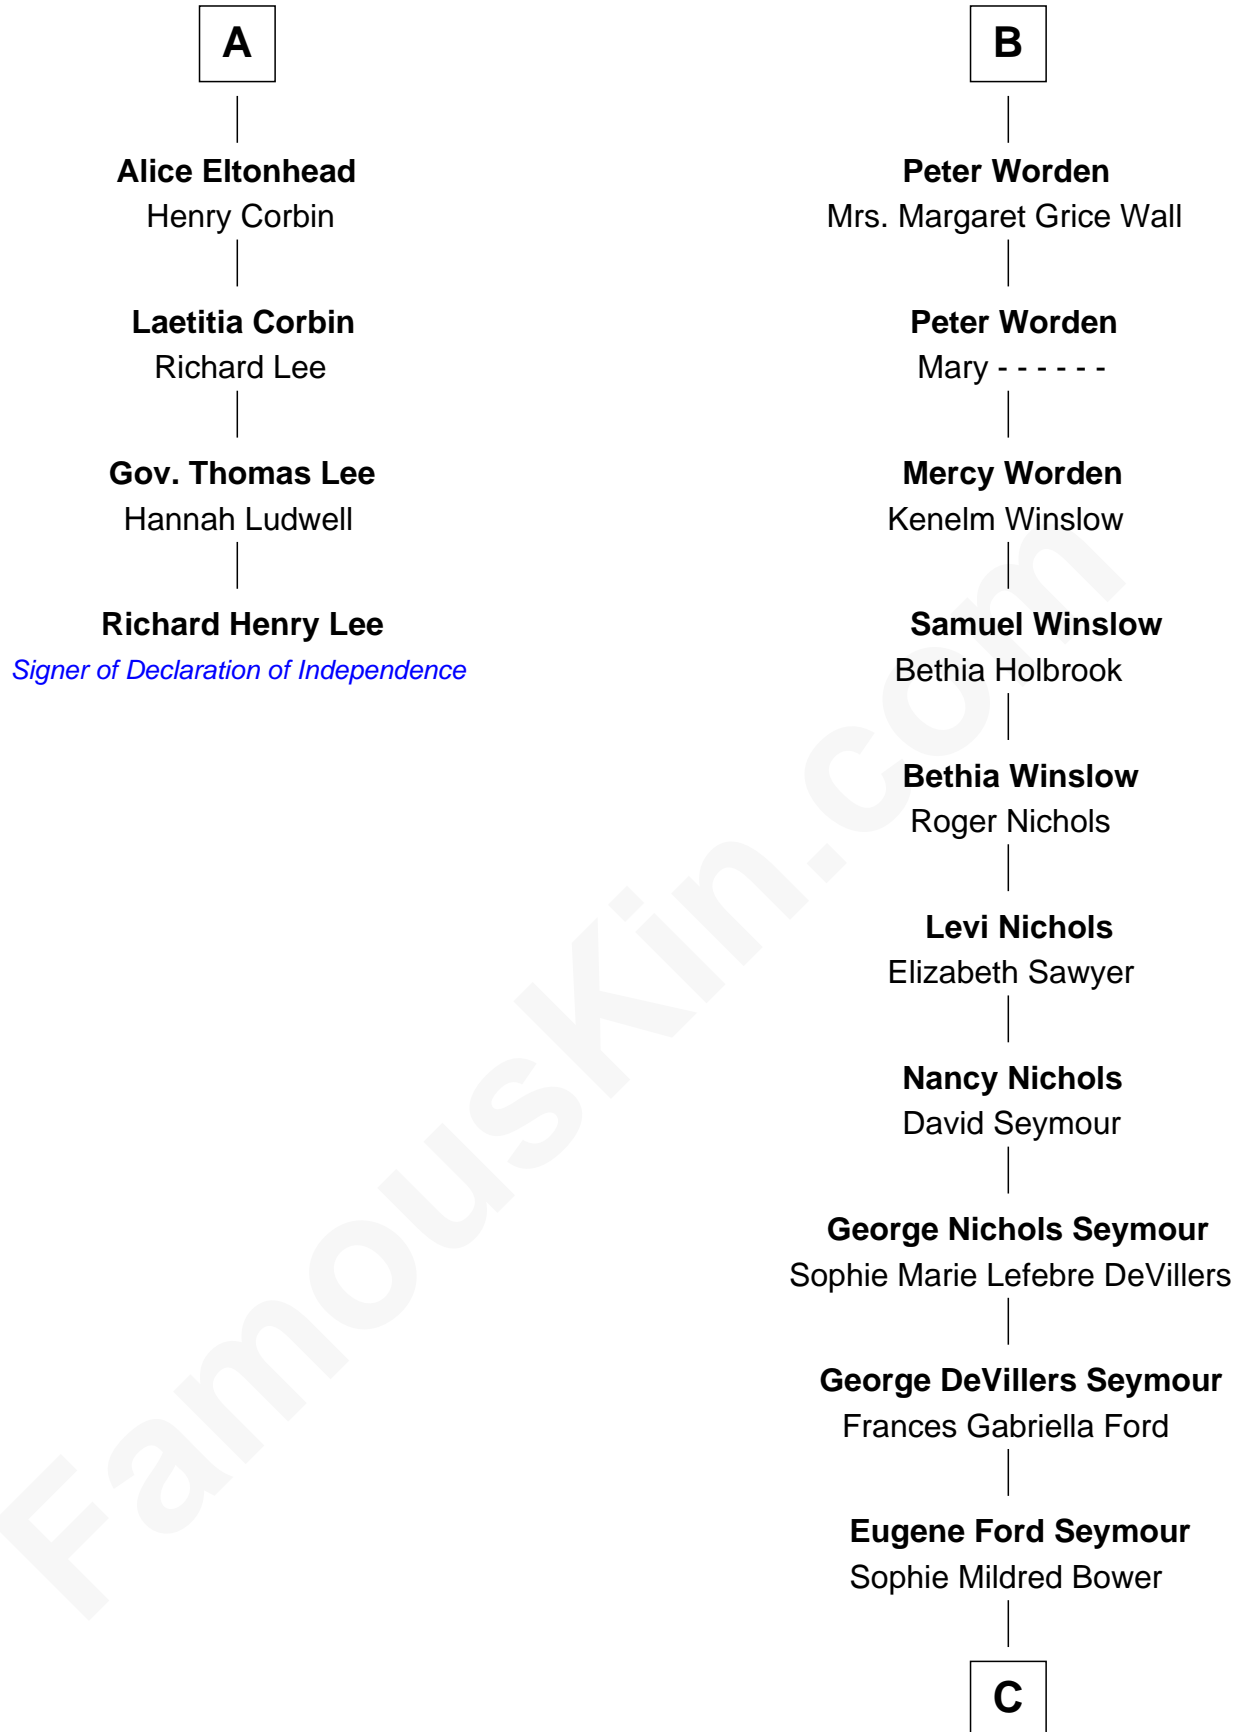 A
Alice Eltonhead
Henry Corbin
Laetitia Corbin
Richard Lee
Gov. Thomas Lee
Hannah Ludwell
Richard Henry Lee
Signer of Declaration of Independence
B
Peter Worden
Mrs. Margaret Grice Wall
Peter Worden
Mary - - - - - -
Mercy Worden
Kenelm Winslow
Samuel Winslow
Bethia Holbrook
Bethia Winslow
Roger Nichols
Levi Nichols
Elizabeth Sawyer
Nancy Nichols
David Seymour
George Nichols Seymour
Sophie Marie Lefebre DeVillers
George DeVillers Seymour
Frances Gabriella Ford
Eugene Ford Seymour
Sophie Mildred Bower
C
FamousKin.com